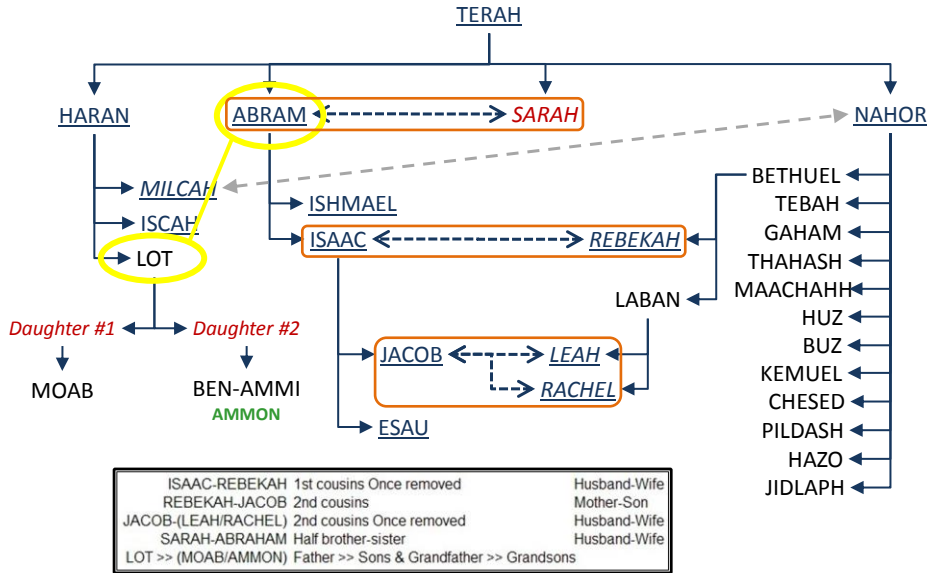 TERAH
HARAN ABRAM SARAH NAHOR
MILCAH
ISCAH
LOT
Daughter #1 Daughter #2
MOAB BEN-AMMI
AMMON
ISHMAEL
ISAAC REBEKAH
LABAN
JACOB LEAH
RACHEL
ESAU
BETHUEL
TEBAH
GAHAM
THAHASH
MAACHAHH
HUZ
BUZ
KEMUEL
CHESED
PILDASH
HAZO
JIDLAPH
ISAAC-REBEKAH 1st cousins Once removed Husband-Wife
REBEKAH-JACOB 2nd cousins Mother-Son
JACOB-(LEAH/RACHEL) 2nd cousins Once removed Husband-Wife
SARAH-ABRAHAM Half brother-sister Husband-Wife
LOT >> (MOAB/AMMON) Father >> Sons & Grandfather >> Grandsons